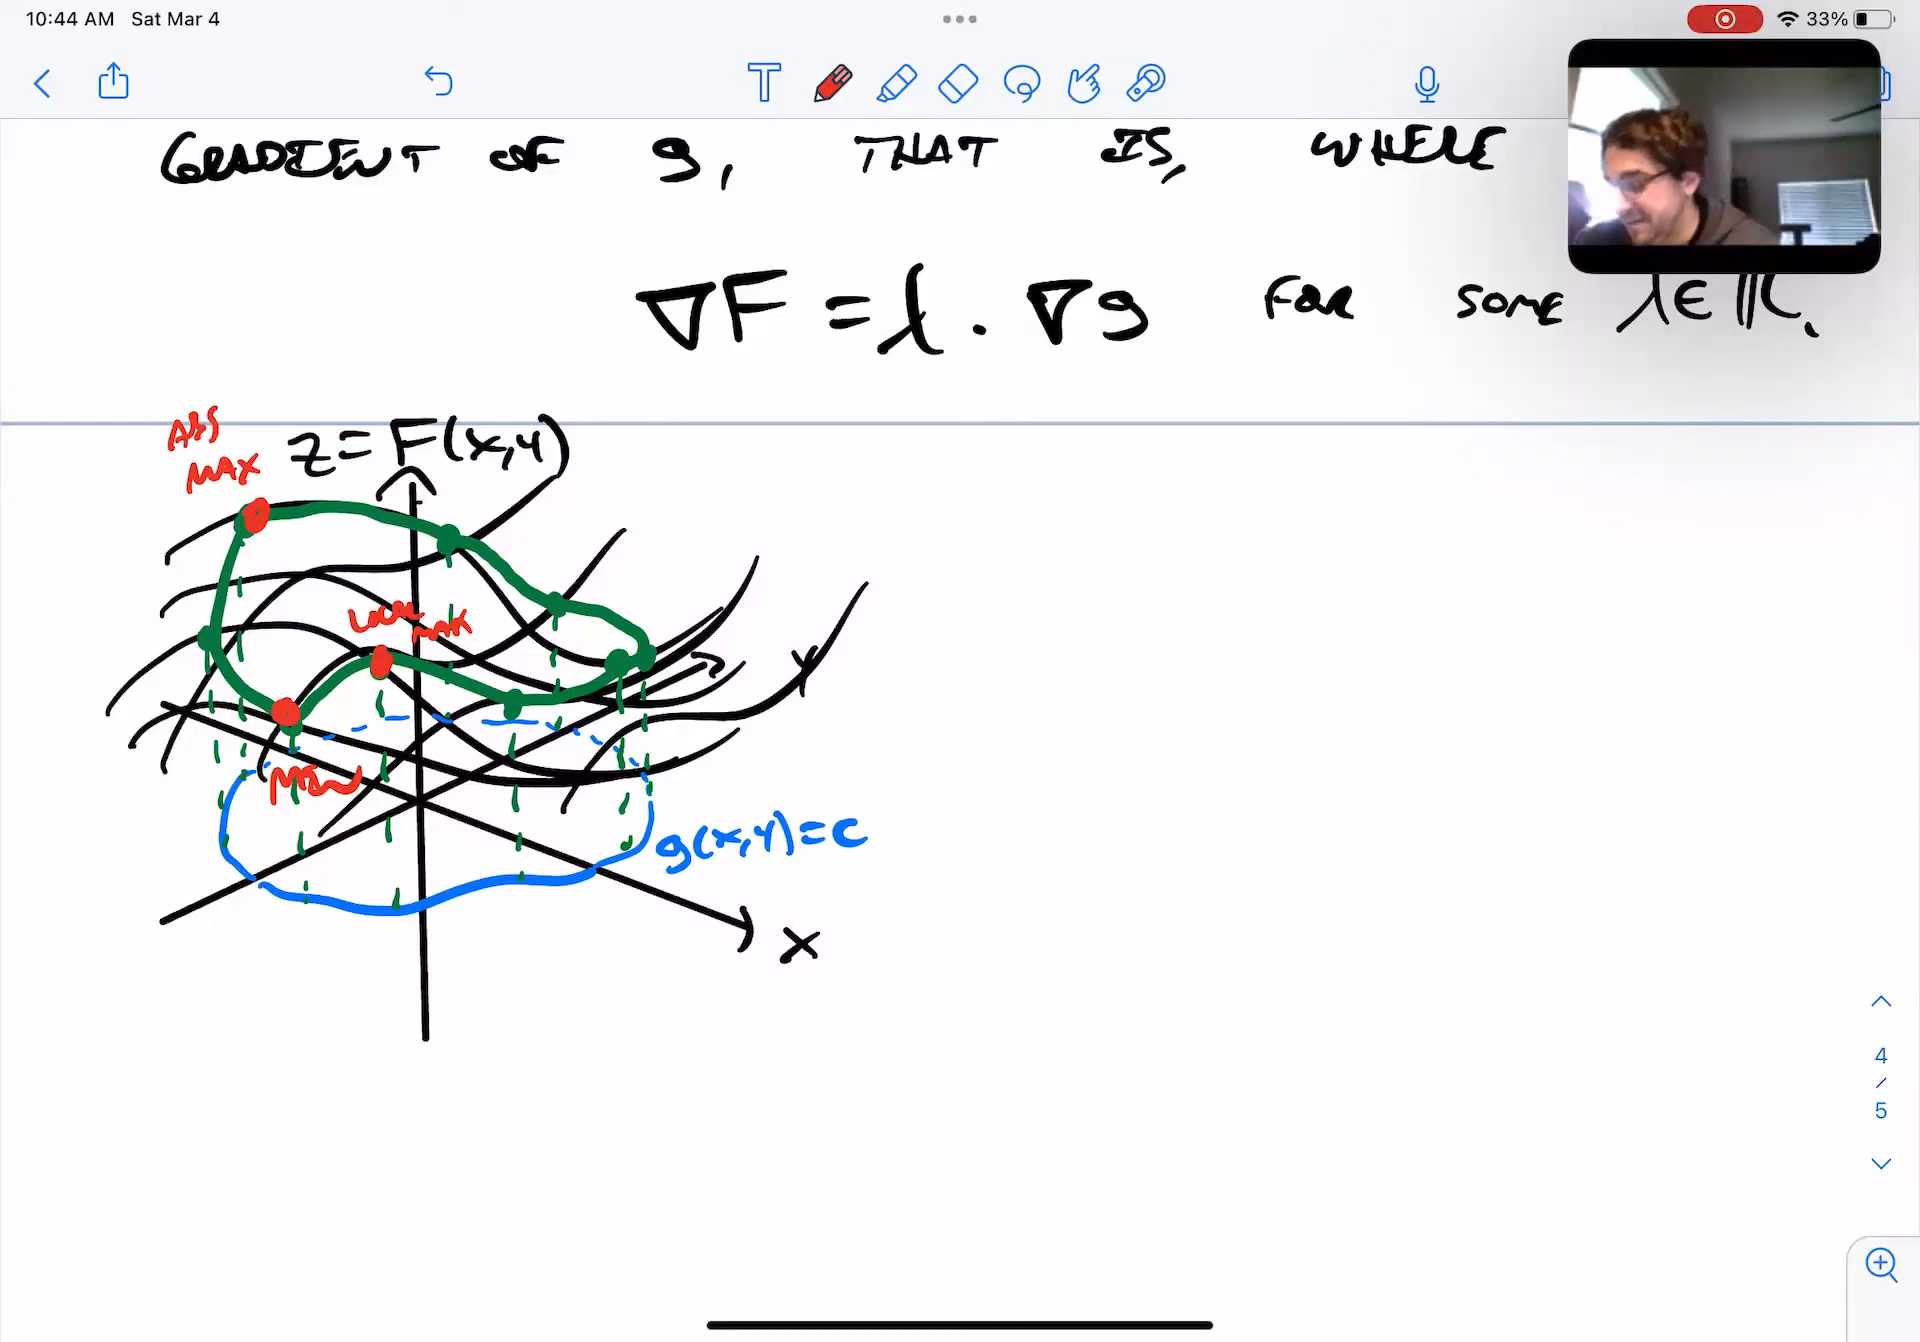 10:44 AM Sat Mar 4
33%
T
GRADIENT OF g, THAT IS, WHERE
∇F = λ · ∇g FOR SOME λ∈ℝ.
ABS
MAX
z = F(x,y)
LOCAL
MAX
y
MIN
g(x,y)=c
x
4
/
5